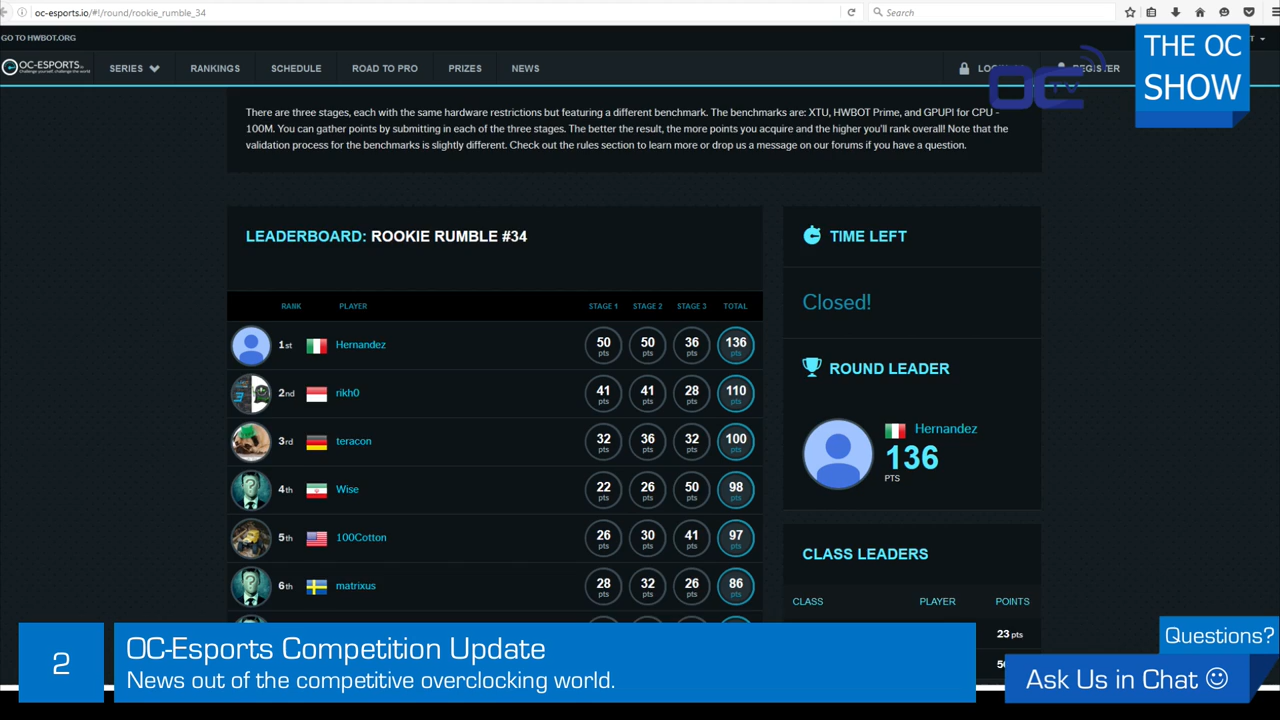 oc-esports.io/#!/round/rookie_rumble_34
Search
GO TO HWBOT.ORG
OC-ESPORTS.io
Challenge yourself, challenge the world
SERIES
RANKINGS
SCHEDULE
ROAD TO PRO
PRIZES
NEWS
REGISTER
OC TV
THE OC
SHOW
There are three stages, each with the same hardware restrictions but featuring a different benchmark. The benchmarks are: XTU, HWBOT Prime, and GPUPI for CPU -
100M. You can gather points by submitting in each of the three stages. The better the result, the more points you acquire and the higher you'll rank overall! Note that the
validation process for the benchmarks is slightly different. Check out the rules section to learn more or drop us a message on our forums if you have a question.
LEADERBOARD: ROOKIE RUMBLE #34
RANK PLAYER STAGE 1 STAGE 2 STAGE 3 TOTAL
1st Hernandez 50 pts 50 pts 36 pts 136 pts
2nd rikh0 41 pts 41 pts 28 pts 110 pts
3rd teracon 32 pts 36 pts 32 pts 100 pts
4th Wise 22 pts 26 pts 50 pts 98 pts
5th 100Cotton 26 pts 30 pts 41 pts 97 pts
6th matrixus 28 pts 32 pts 26 pts 86 pts
TIME LEFT
Closed!
ROUND LEADER
Hernandez
136
PTS
CLASS LEADERS
CLASS PLAYER POINTS
23 pts
2
OC-Esports Competition Update
News out of the competitive overclocking world.
Questions?
Ask Us in Chat ☺